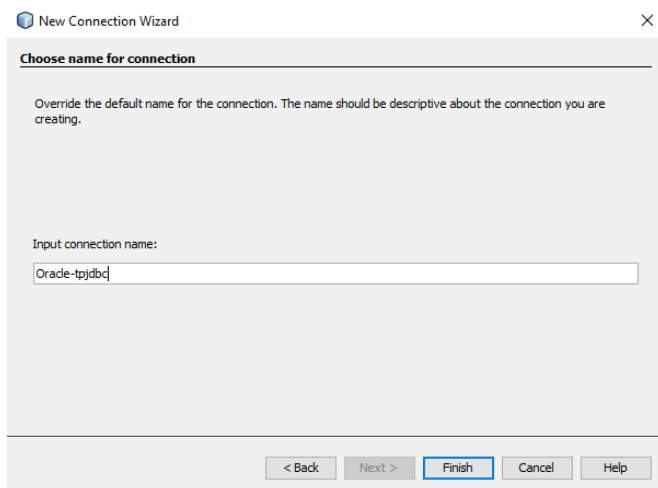 New Connection Wizard
Choose name for connection
Override the default name for the connection. The name should be descriptive about the connection you are
creating.
Input connection name:
Oracle-tpjdbc
< Back Next > Finish Cancel Help